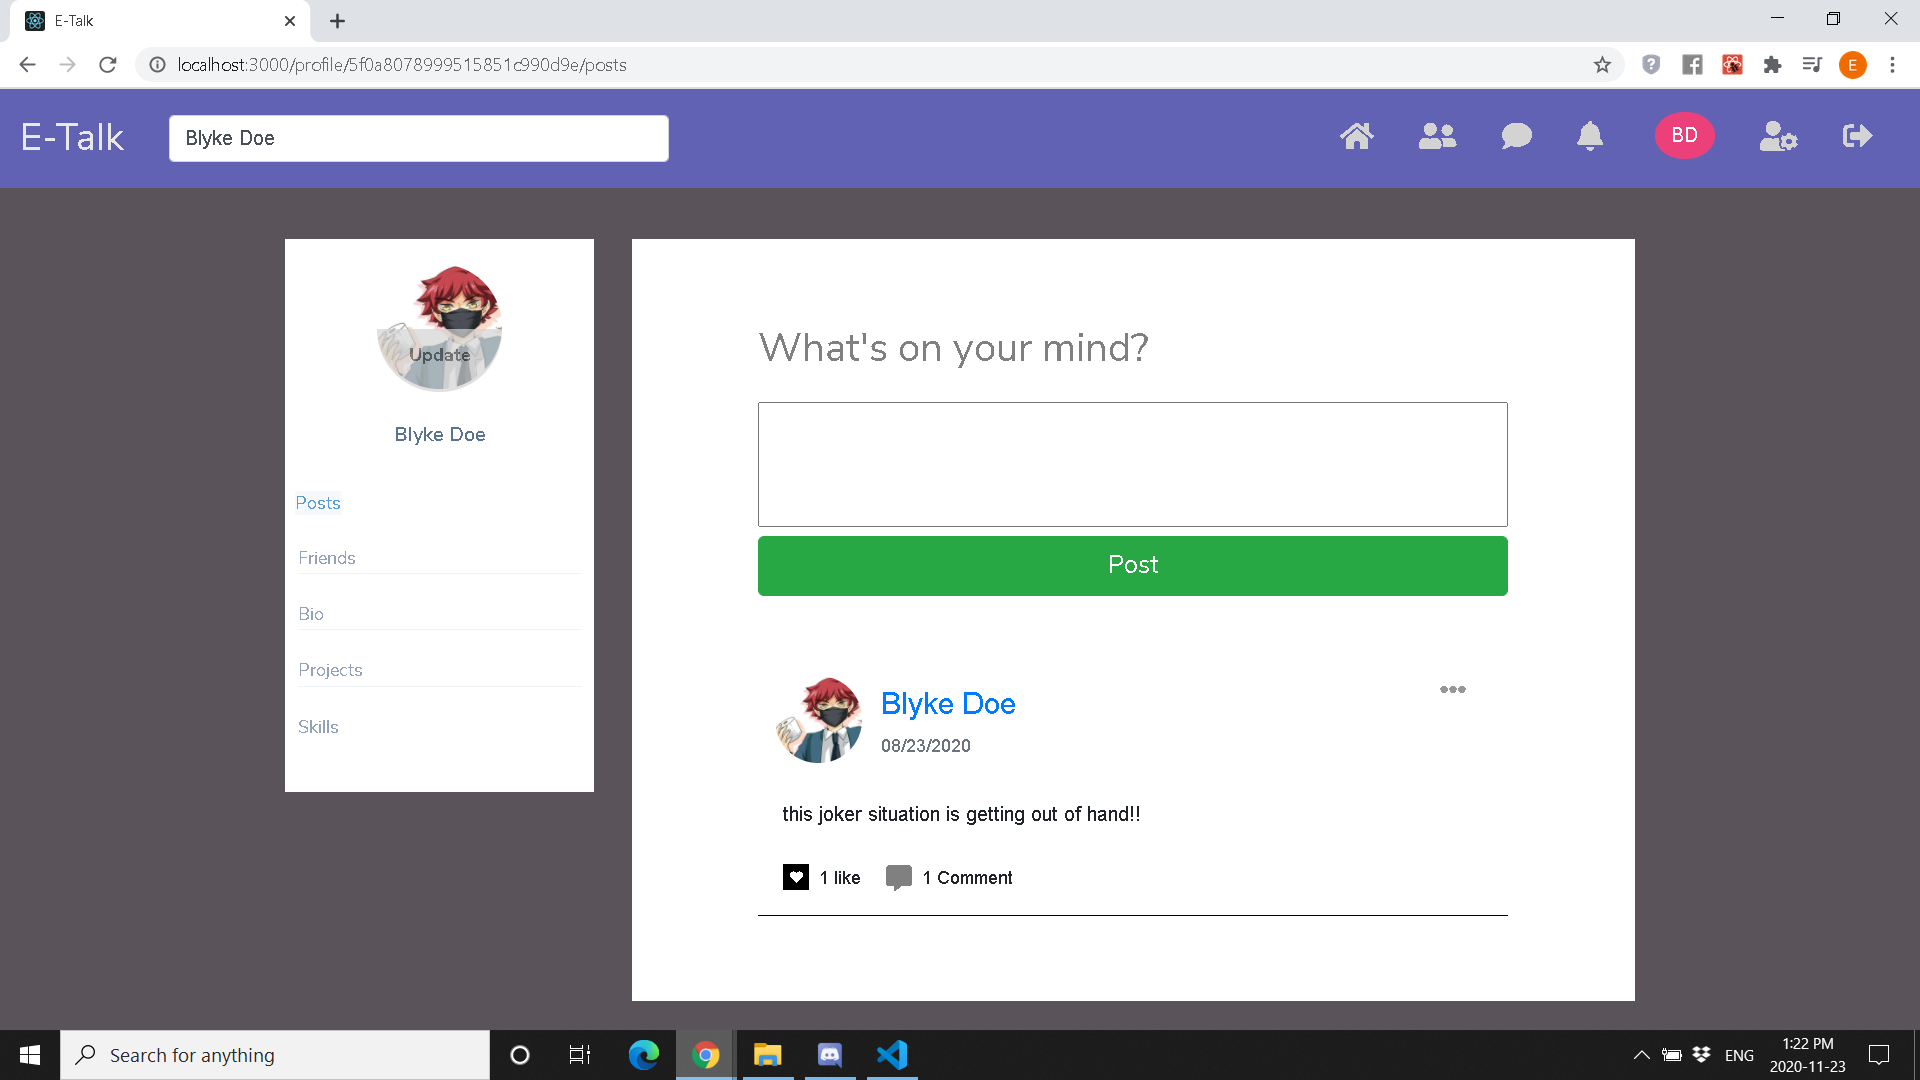 E-Talk
localhost:3000/profile/5f0a8078999515851c990d9e/posts
E
E-Talk
Blyke Doe
BD
Update
Blyke Doe
Posts
Friends
Bio
Projects
Skills
What's on your mind?
Post
Blyke Doe
08/23/2020
this joker situation is getting out of hand!!
1 like 1 Comment
Search for anything
ENG
1:22 PM
2020-11-23